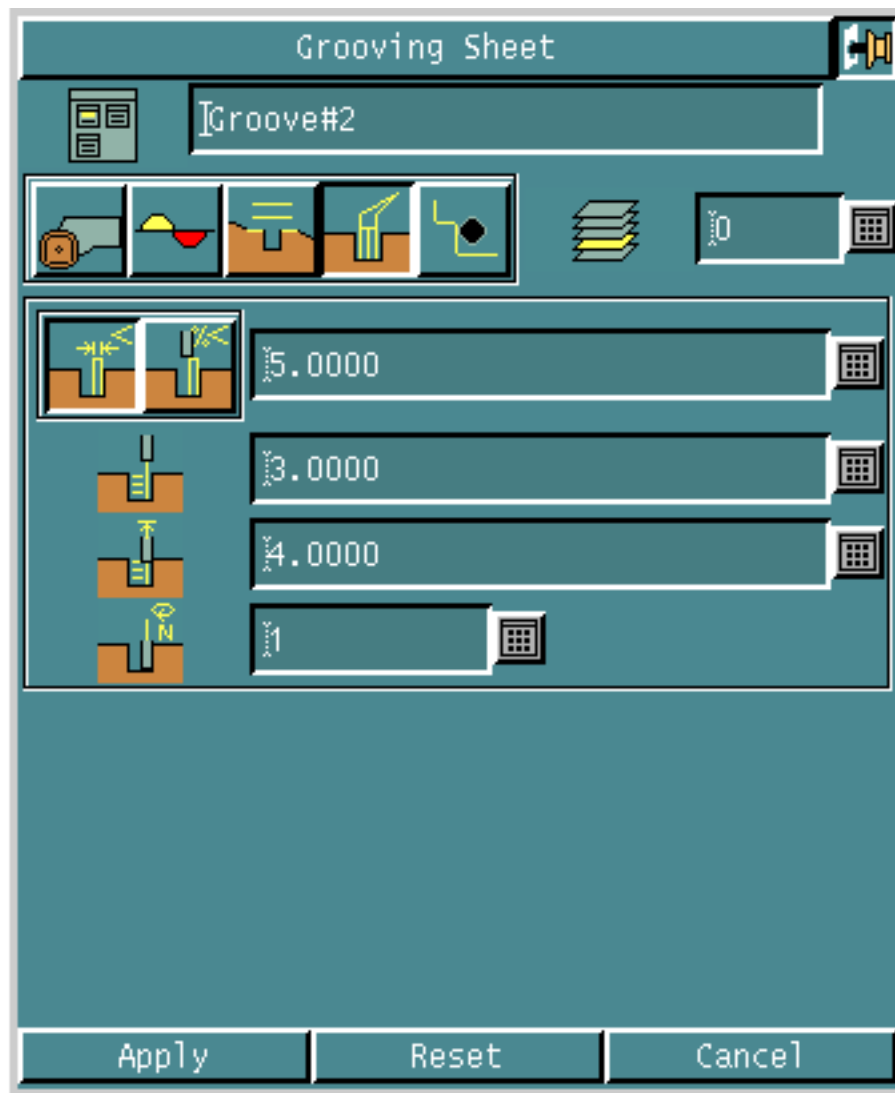 Grooving Sheet
Groove#2
0
%<
<
5.0000
3.0000
4.0000
N
1
Apply
Reset
Cancel